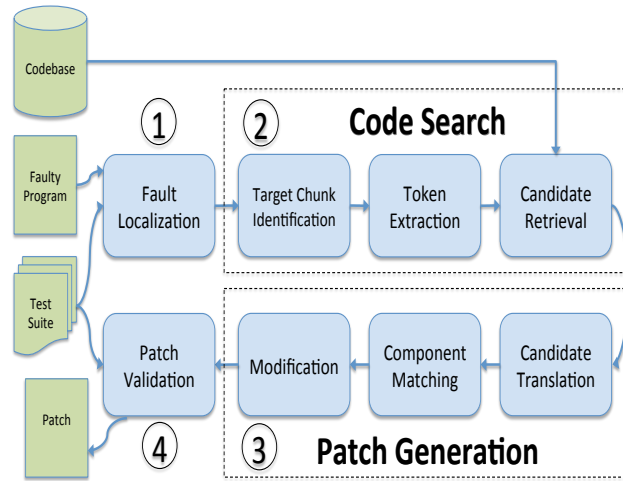 Codebase
1
2
Code Search
Faulty
Program
Fault
Localization
Target Chunk
Identification
Token
Extraction
Candidate
Retrieval
Test
Suite
Patch
Validation
Modification
Component
Matching
Candidate
Translation
Patch
4
3
Patch Generation